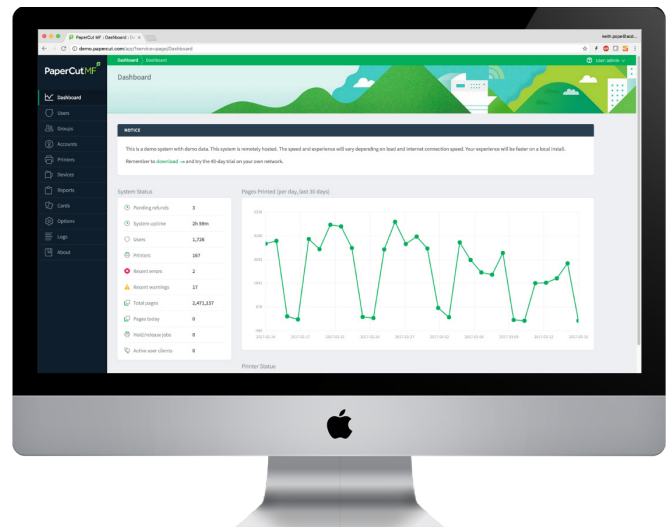 PaperCut MF : Dashboard
demo.papercut.com/app?service=page/Dashboard
PaperCutMF
Dashboard
Dashboard
User: admin
Dashboard
Dashboard
Users
Groups
Accounts
Printers
Devices
Reports
Cards
Options
Logs
About
NOTICE
This is a demo system with demo data. This system is remotely hosted. The speed and experience will vary depending on load and internet connection speed. Your experience will be faster on a local install.
Remember to download → and try the 40-day trial on your own network.
System Status
Pending refunds 3
System uptime 2h 59m
Users 1,726
Printers 167
Recent errors 2
Recent warnings 17
Total pages 2,471,157
Pages today 0
Hold/release jobs 0
Active user clients 0
Pages Printed (per day, last 30 days)
Printer Status